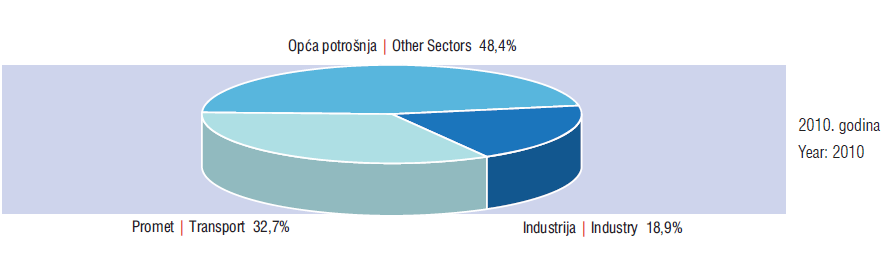 Opća potrošnja | Other Sectors 48,4%
2010. godina
Year: 2010
Promet | Transport 32,7%
Industrija | Industry 18,9%